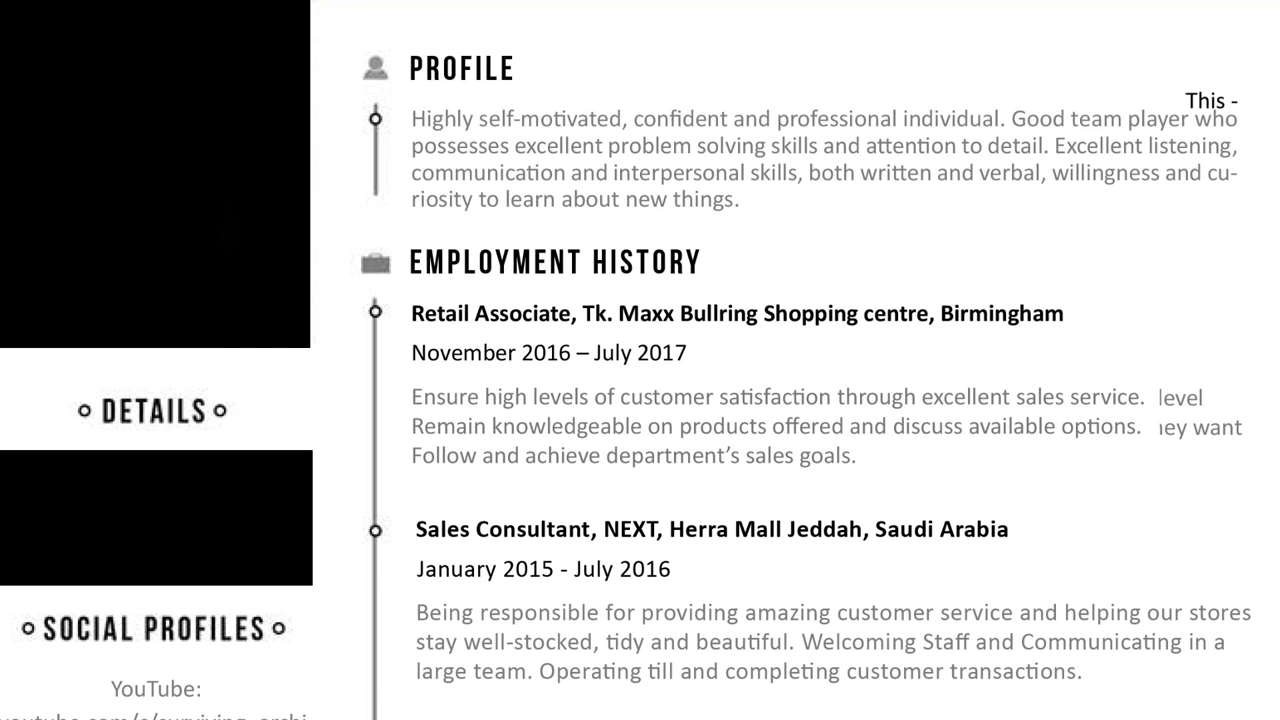 PROFILE
This -
Highly self-motivated, confident and professional individual. Good team player who
possesses excellent problem solving skills and attention to detail. Excellent listening,
communication and interpersonal skills, both written and verbal, willingness and cu-
riosity to learn about new things.
EMPLOYMENT HISTORY
Retail Associate, Tk. Maxx Bullring Shopping centre, Birmingham
November 2016 – July 2017
Ensure high levels of customer satisfaction through excellent sales service. level
Remain knowledgeable on products offered and discuss available options. want
Follow and achieve department’s sales goals.
Sales Consultant, NEXT, Herra Mall Jeddah, Saudi Arabia
January 2015 - July 2016
Being responsible for providing amazing customer service and helping our stores
stay well-stocked, tidy and beautiful. Welcoming Staff and Communicating in a
large team. Operating till and completing customer transactions.
DETAILS
SOCIAL PROFILES
YouTube: